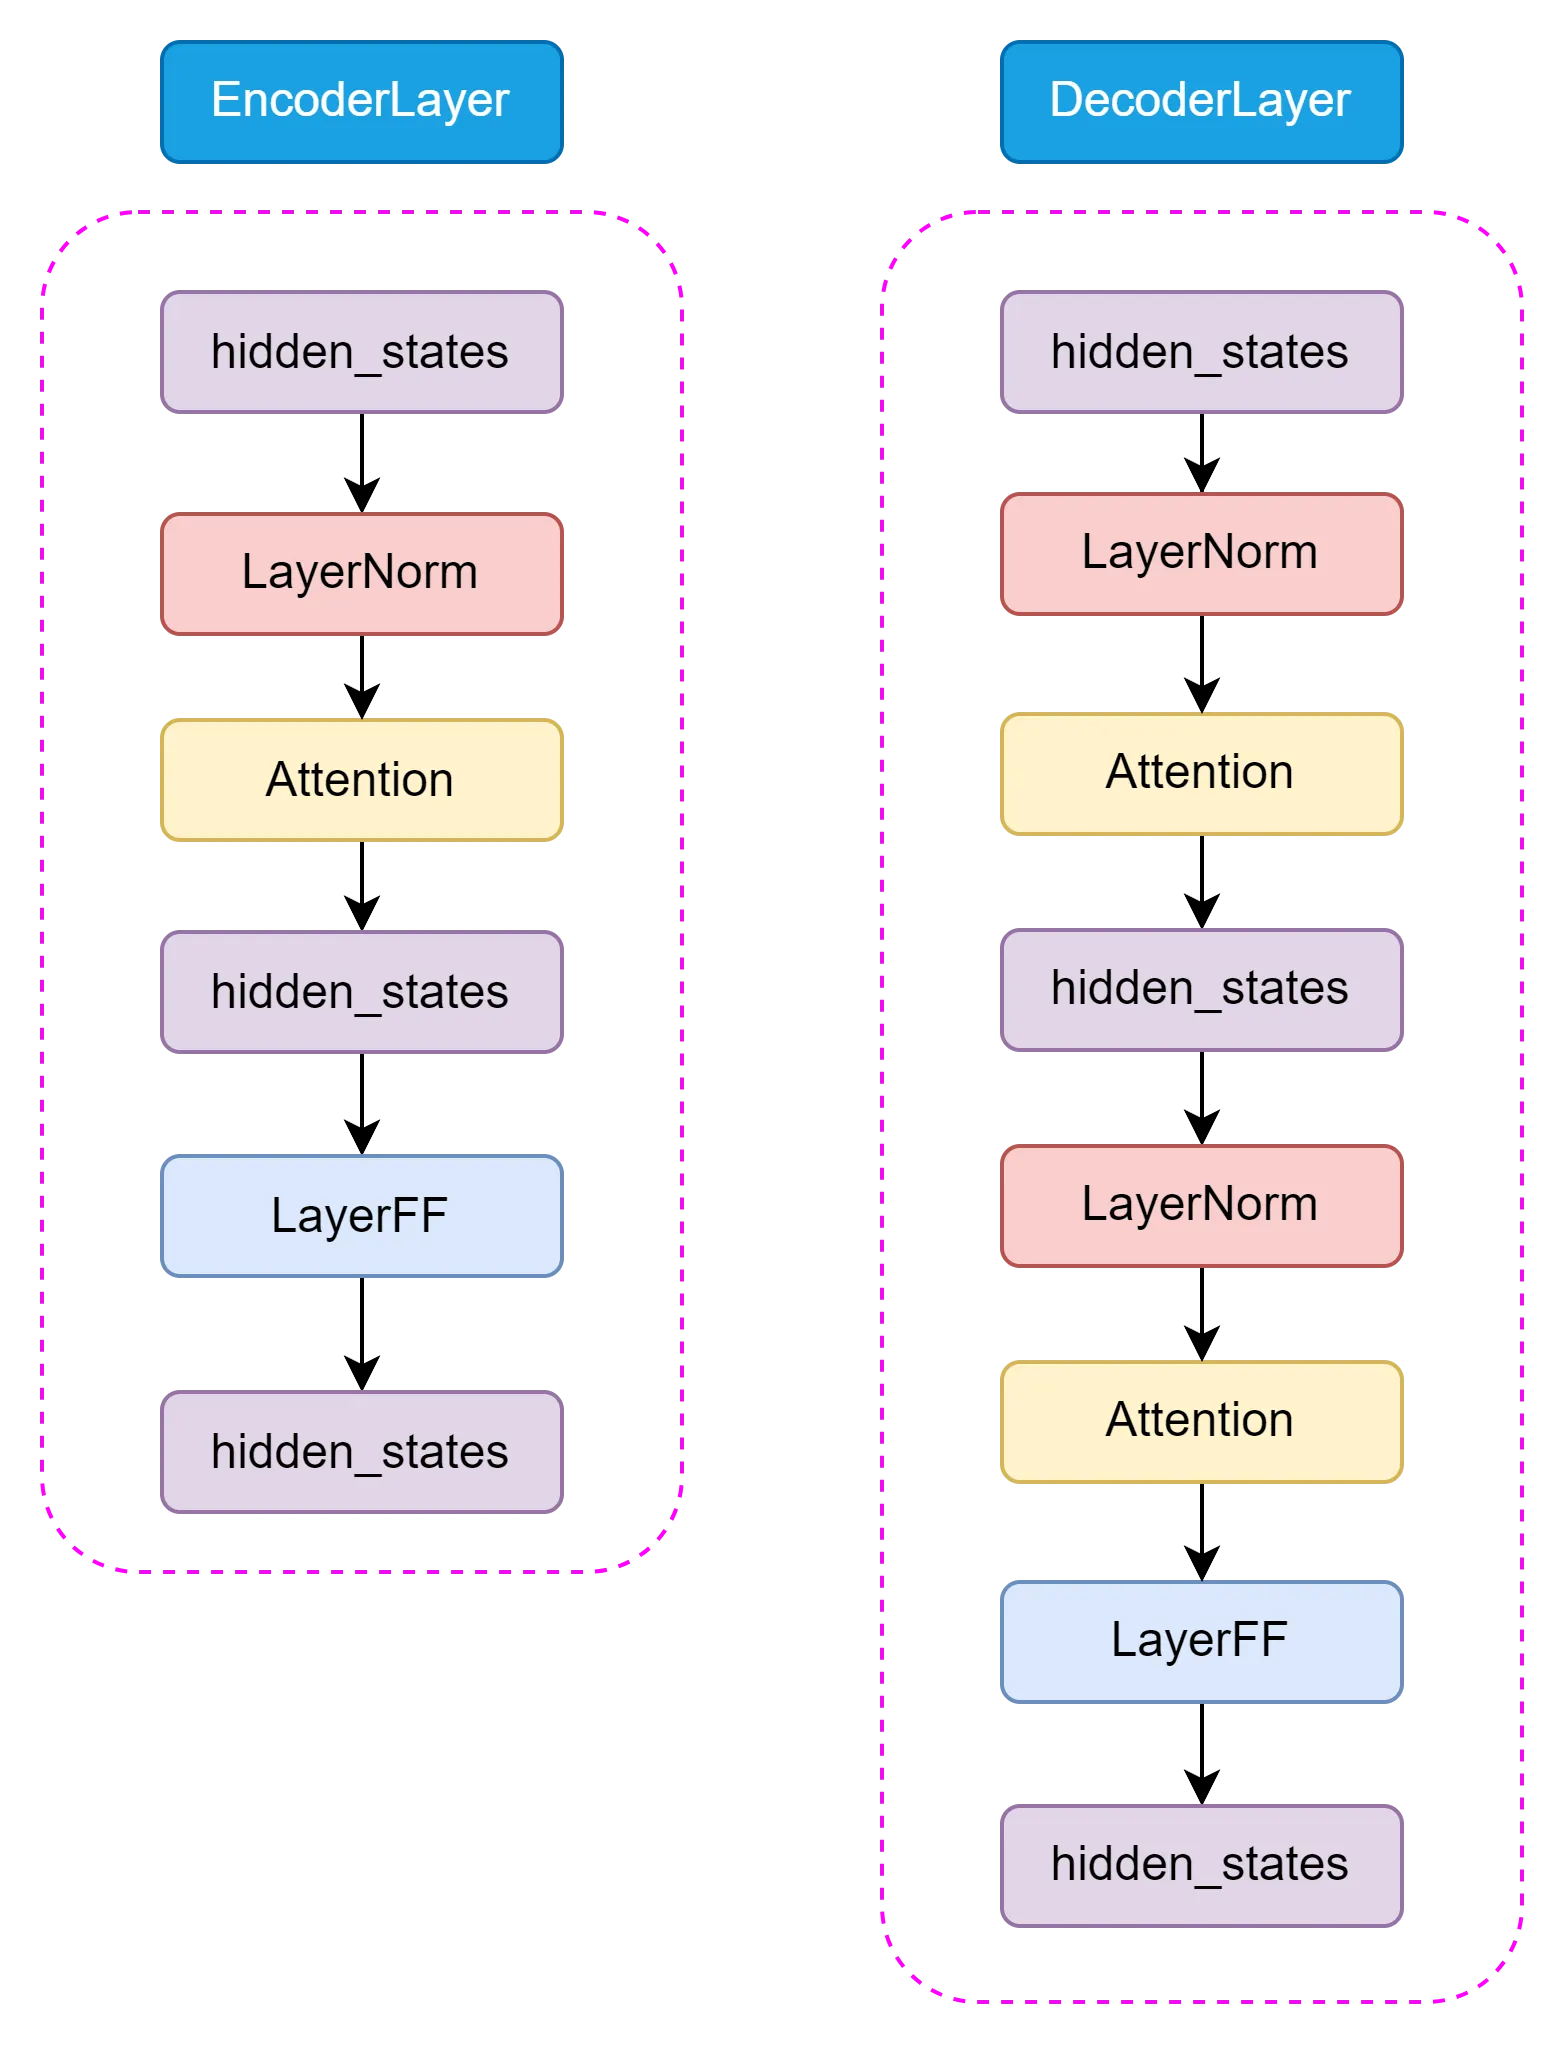 EncoderLayer
hidden_states
LayerNorm
Attention
hidden_states
LayerFF
hidden_states
DecoderLayer
hidden_states
LayerNorm
Attention
hidden_states
LayerNorm
Attention
LayerFF
hidden_states